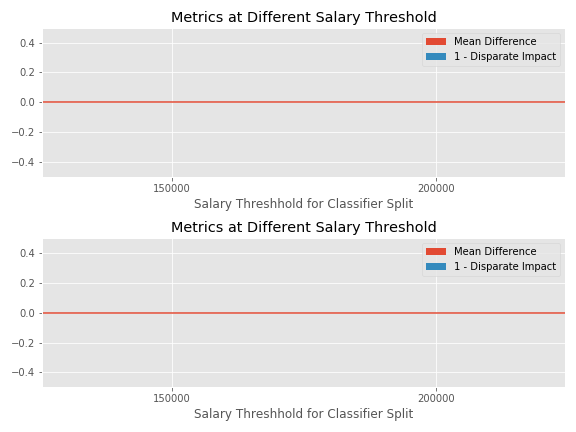 Metrics at Different Salary Threshold
0.4
0.2
0.0
−0.2
−0.4
Mean Difference
1 - Disparate Impact
150000
200000
Salary Threshhold for Classifier Split
Metrics at Different Salary Threshold
0.4
0.2
0.0
−0.2
−0.4
Mean Difference
1 - Disparate Impact
150000
200000
Salary Threshhold for Classifier Split